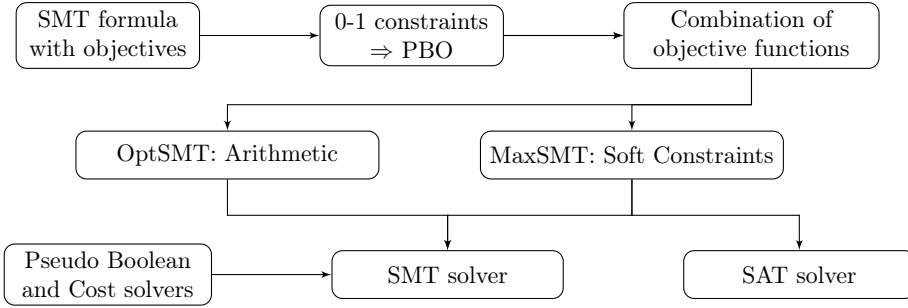 SMT formula
with objectives
0-1 constraints
⇒ PBO
Combination of
objective functions
OptSMT: Arithmetic
MaxSMT: Soft Constraints
Pseudo Boolean
and Cost solvers
SMT solver
SAT solver